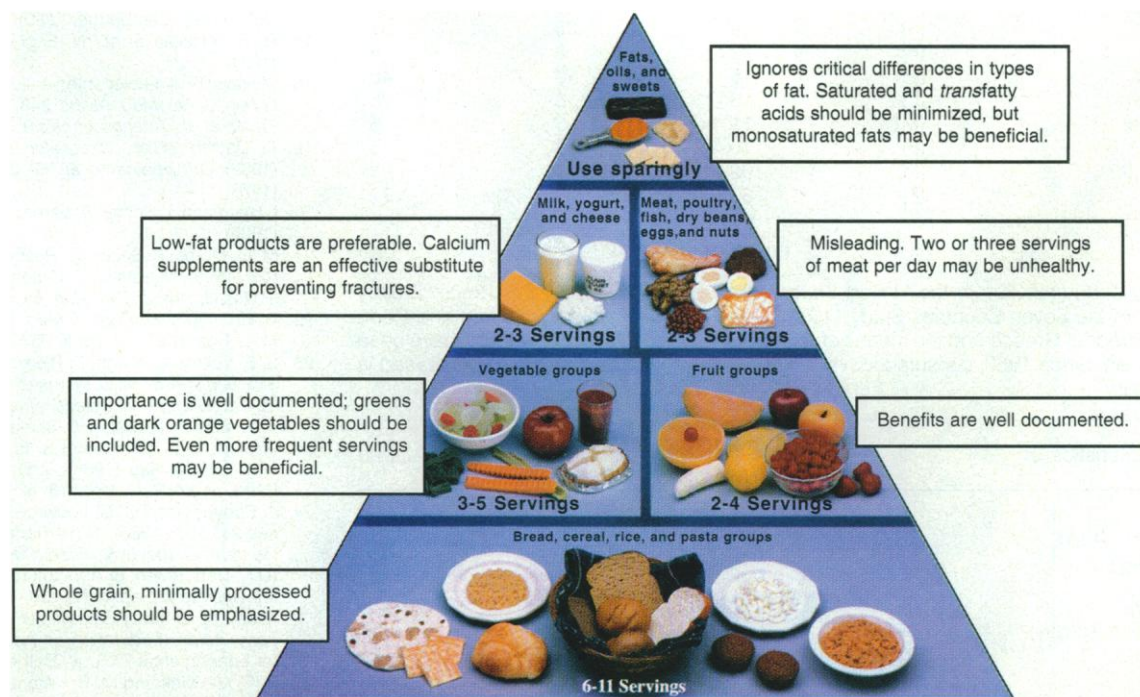 Fats,
oils, and
sweets
Use sparingly
Ignores critical differences in types
of fat. Saturated and transfatty
acids should be minimized, but
monosaturated fats may be beneficial.
Milk, yogurt,
and cheese
2-3 Servings
Meat, poultry,
fish, dry beans,
eggs,and nuts
2-3 Servings
Low-fat products are preferable. Calcium
supplements are an effective substitute
for preventing fractures.
Misleading. Two or three servings
of meat per day may be unhealthy.
Vegetable groups
3-5 Servings
Fruit groups
2-4 Servings
Importance is well documented; greens
and dark orange vegetables should be
included. Even more frequent servings
may be beneficial.
Benefits are well documented.
Bread, cereal, rice, and pasta groups
Whole grain, minimally processed
products should be emphasized.
6-11 Servings